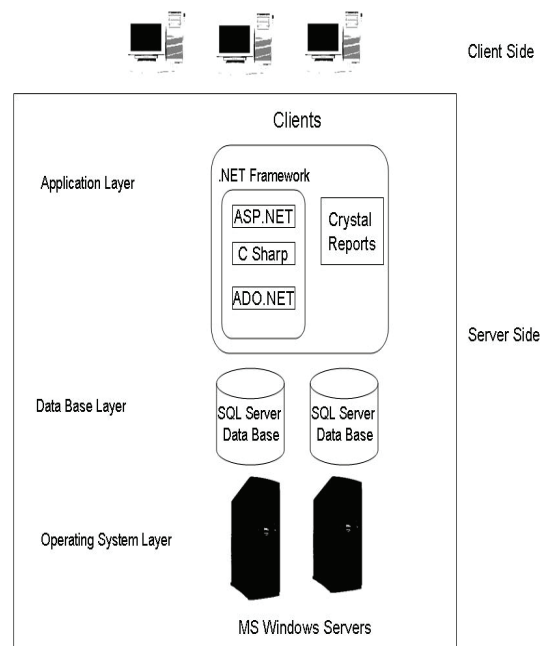 Client Side
Clients
Application Layer
.NET Framework
ASP.NET
C Sharp
ADO.NET
Crystal
Reports
Server Side
Data Base Layer
SQL Server
Data Base
SQL Server
Data Base
Operating System Layer
MS Windows Servers